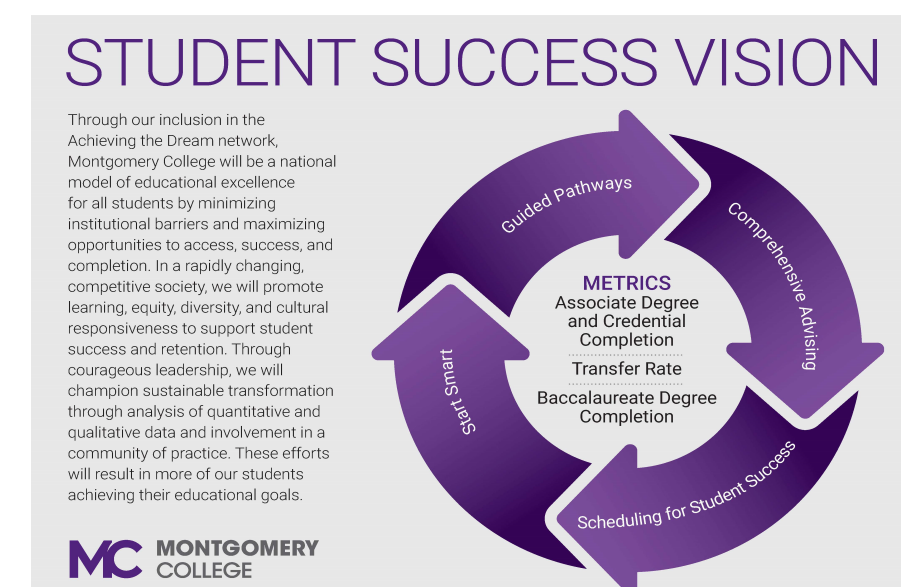 STUDENT SUCCESS VISION
Through our inclusion in the
Achieving the Dream network,
Montgomery College will be a national
model of educational excellence
for all students by minimizing
institutional barriers and maximizing
opportunities to access, success, and
completion. In a rapidly changing,
competitive society, we will promote
learning, equity, diversity, and cultural
responsiveness to support student
success and retention. Through
courageous leadership, we will
champion sustainable transformation
through analysis of quantitative and
qualitative data and involvement in a
community of practice. These efforts
will result in more of our students
achieving their educational goals.
MC MONTGOMERY
COLLEGE
Guided Pathways
Comprehensive Advising
Scheduling for Student Success
Start Smart
METRICS
Associate Degree
and Credential
Completion
Transfer Rate
Baccalaureate Degree
Completion